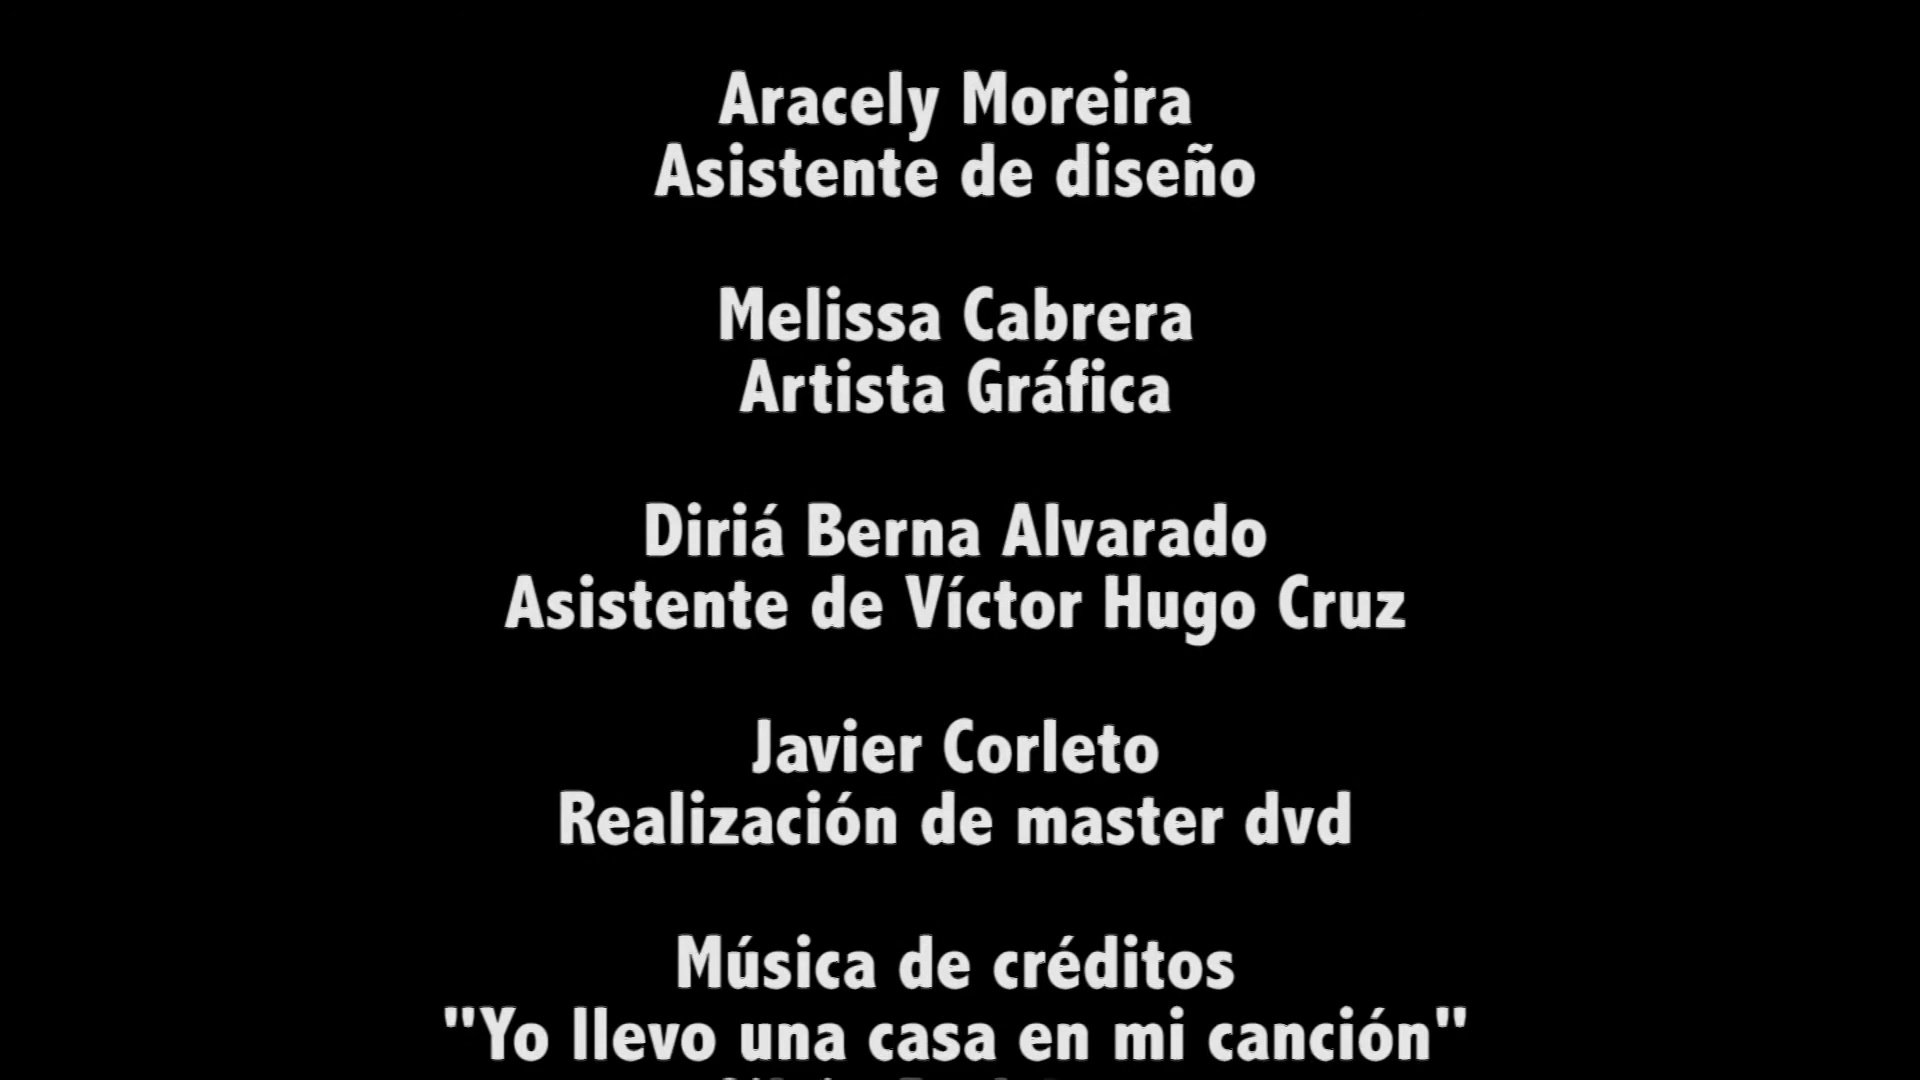 Aracely Moreira
Asistente de diseño
Melissa Cabrera
Artista Gráfica
Diriá Berna Alvarado
Asistente de Víctor Hugo Cruz
Javier Corleto
Realización de master dvd
Música de créditos
"Yo llevo una casa en mi canción"